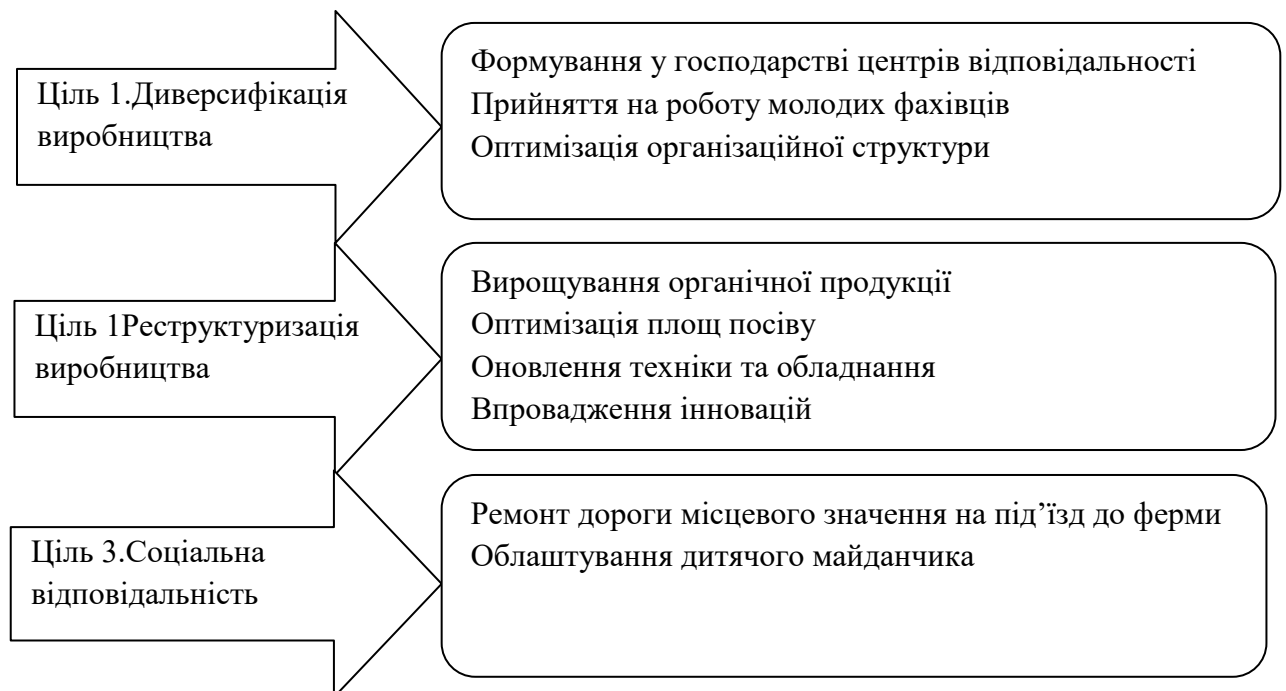 Ціль 1.Диверсифікація
виробництва
Формування у господарстві центрів відповідальності
Прийняття на роботу молодих фахівців
Оптимізація організаційної структури
Ціль 1Реструктуризація
виробництва
Вирощування органічної продукції
Оптимізація площ посіву
Оновлення техніки та обладнання
Впровадження інновацій
Ціль 3.Соціальна
відповідальність
Ремонт дороги місцевого значення на під’їзд до ферми
Облаштування дитячого майданчика